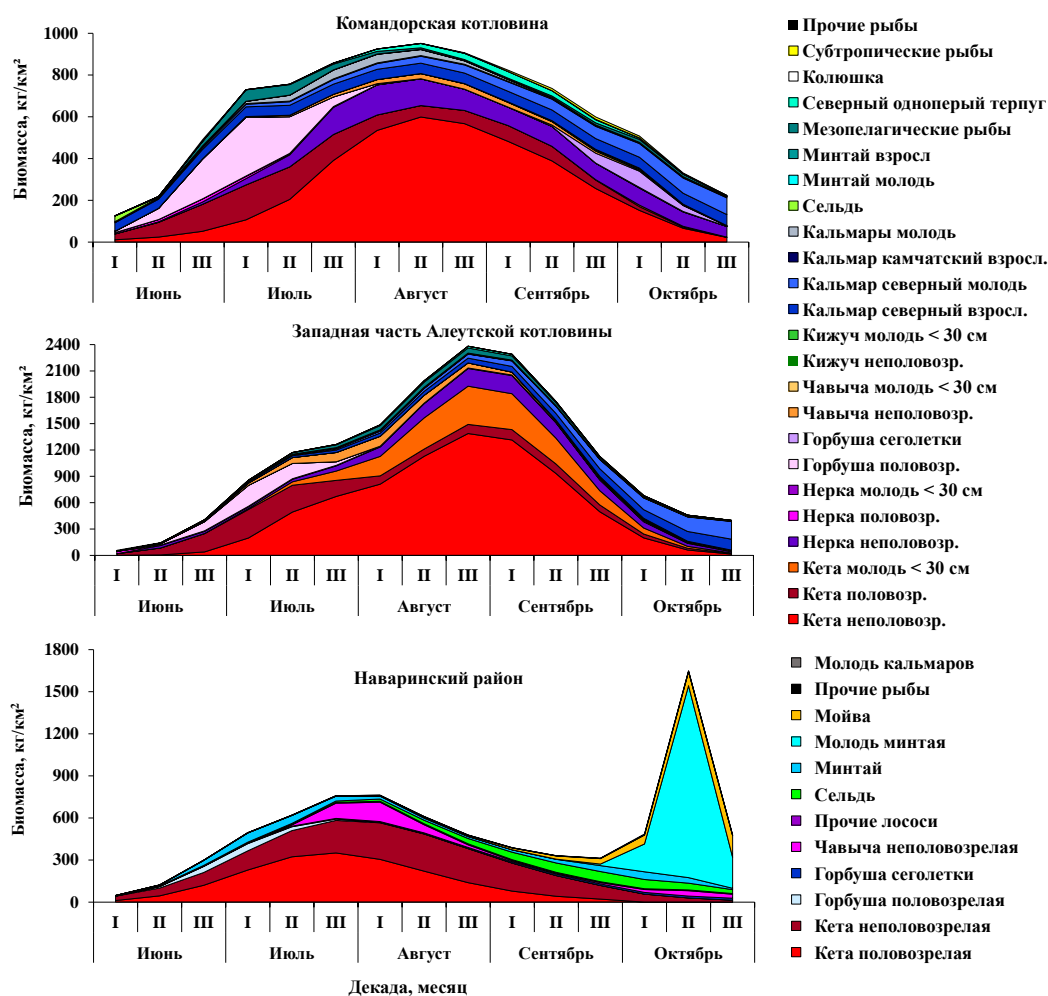 Командорская котловина
Биомасса, кг/км²
1000
800
600
400
200
0
I II III I II III I II III I II III I II III
Июнь Июль Август Сентябрь Октябрь
Западная часть Алеутской котловины
Биомасса, кг/км²
2400
2100
1800
1500
1200
900
600
300
0
I II III I II III I II III I II III I II III
Июнь Июль Август Сентябрь Октябрь
Прочие рыбы
Субтропические рыбы
Колюшка
Северный одноперый терпуг
Мезопелагические рыбы
Минтай взросл
Минтай молодь
Сельдь
Кальмары молодь
Кальмар камчатский взросл.
Кальмар северный молодь
Кальмар северный взросл.
Кижуч молодь < 30 см
Кижуч неполовозр.
Чавыча молодь < 30 см
Чавыча неполовозр.
Горбуша сеголетки
Горбуша половозр.
Нерка молодь < 30 см
Нерка половозр.
Нерка неполовозр.
Кета молодь < 30 см
Кета половозр.
Кета неполовозр.
Наваринский район
Биомасса, кг/км²
1800
1500
1200
900
600
300
0
I II III I II III I II III I II III I II III
Июнь Июль Август Сентябрь Октябрь
Декада, месяц
Молодь кальмаров
Прочие рыбы
Мойва
Молодь минтая
Минтай
Сельдь
Прочие лососи
Чавыча неполовозрелая
Горбуша сеголетки
Горбуша половозрелая
Кета неполовозрелая
Кета половозрелая